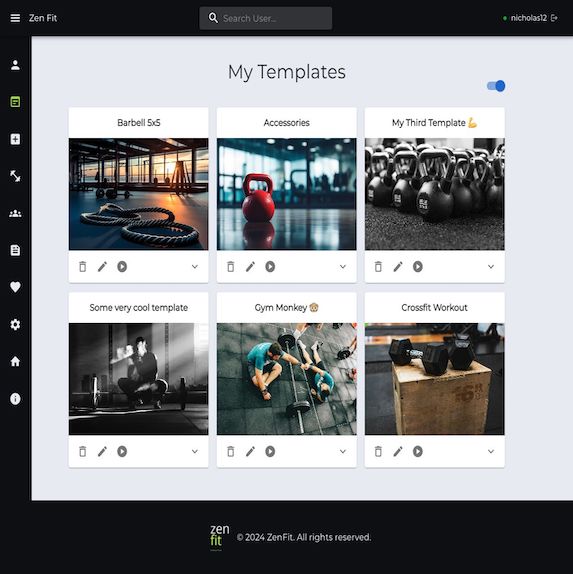 Zen Fit
Search User...
nicholas12
My Templates
Barbell 5x5
Accessories
My Third Template 💪
Some very cool template
Gym Monkey 🐵
Crossfit Workout
zen
fit
© 2024 ZenFit. All rights reserved.